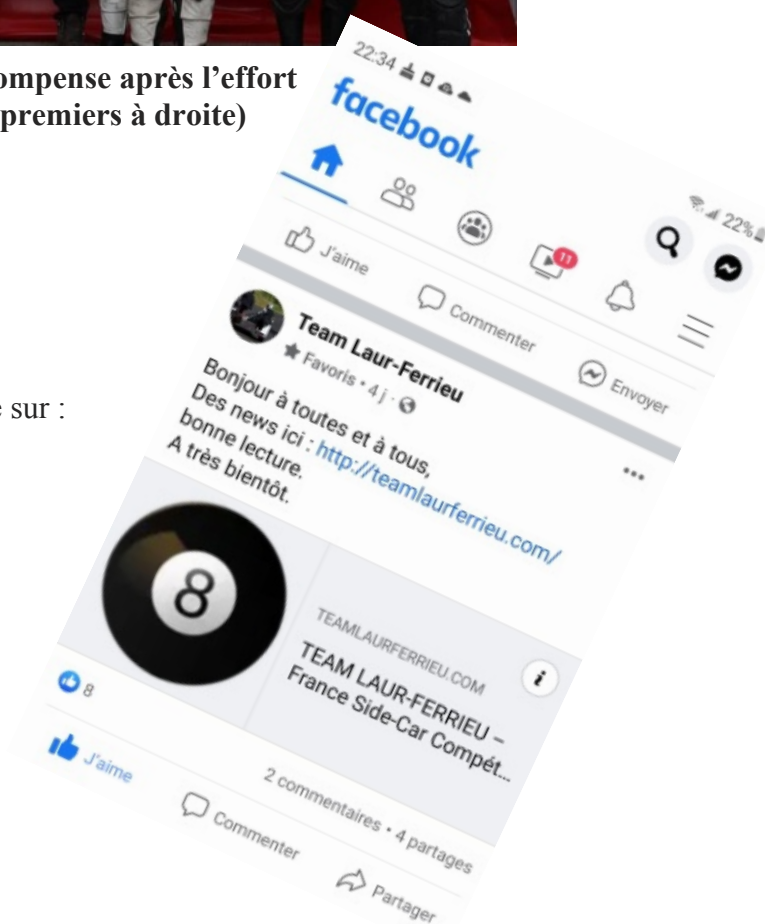 ompense après l’effort
premiers à droite)
e sur :
22:34
22%
facebook
11
J'aime
Commenter
Envoyer
Team Laur-Ferrieu
Favoris • 4 j •
Bonjour à toutes et à tous,
Des news ici : http://teamlaurferrieu.com/
bonne lecture.
A très bientôt.
8
TEAMLAURFERRIEU.COM
TEAM LAUR-FERRIEU –
France Side-Car Compét...
i
8
2 commentaires • 4 partages
J'aime
Commenter
Partager